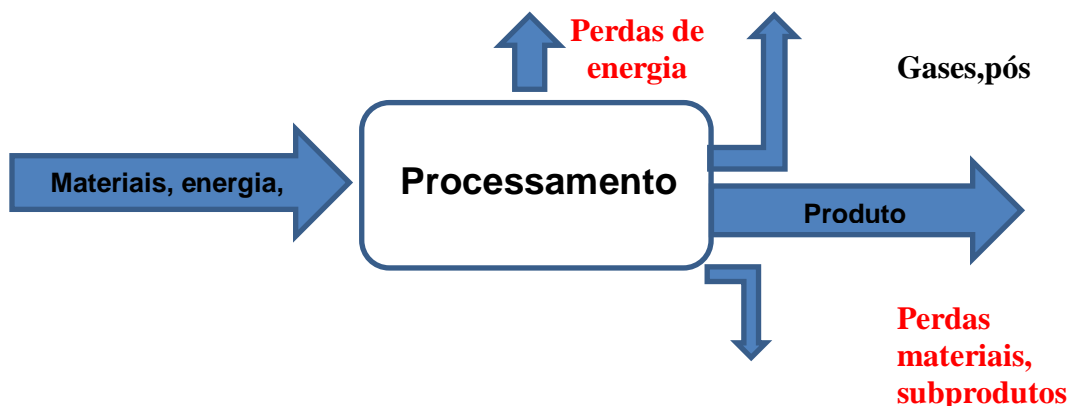 Perdas de
energia
Gases,pós
Materiais, energia,
Processamento
Produto
Perdas
materiais,
subprodutos